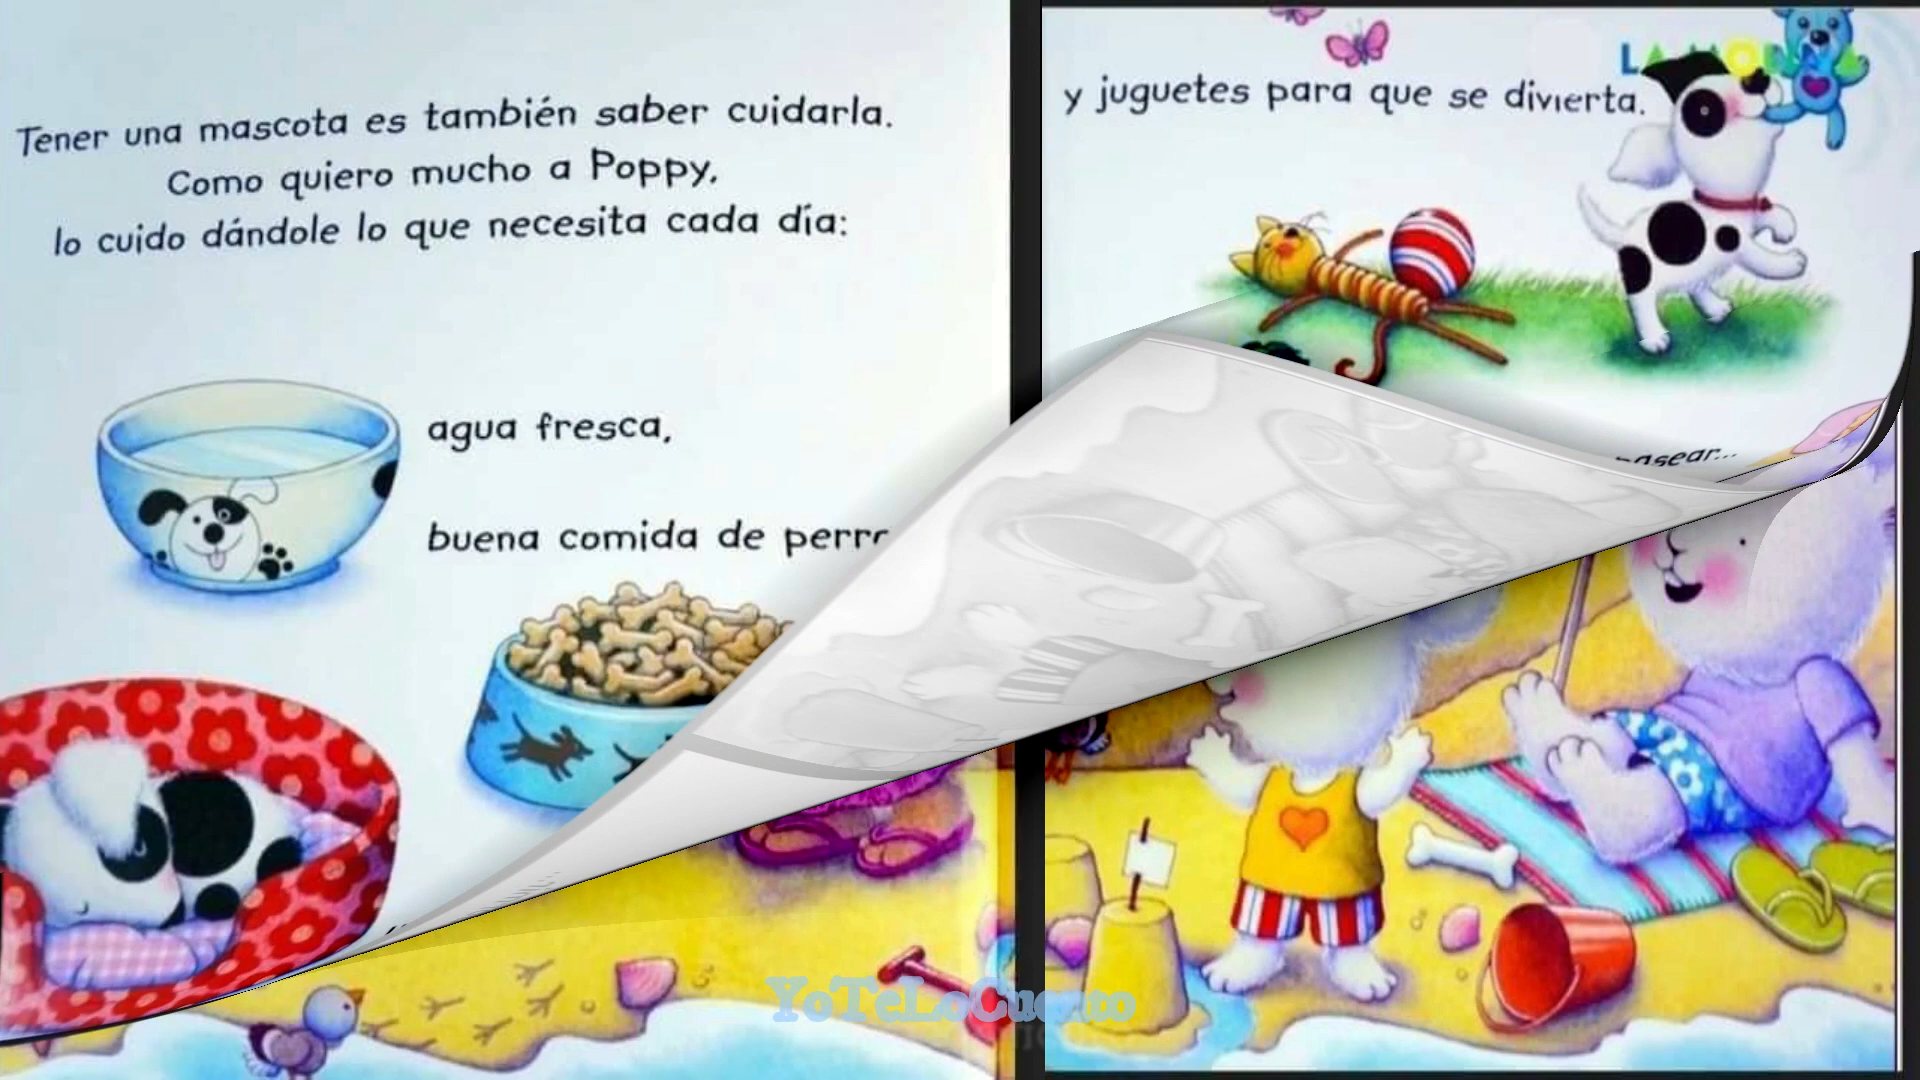 Tener una mascota es también saber cuidarla.
Como quiero mucho a Poppy,
lo cuido dándole lo que necesita cada día:
agua fresca,
buena comida de perro
y juguetes para que se divierta.
YoTeLoCuento